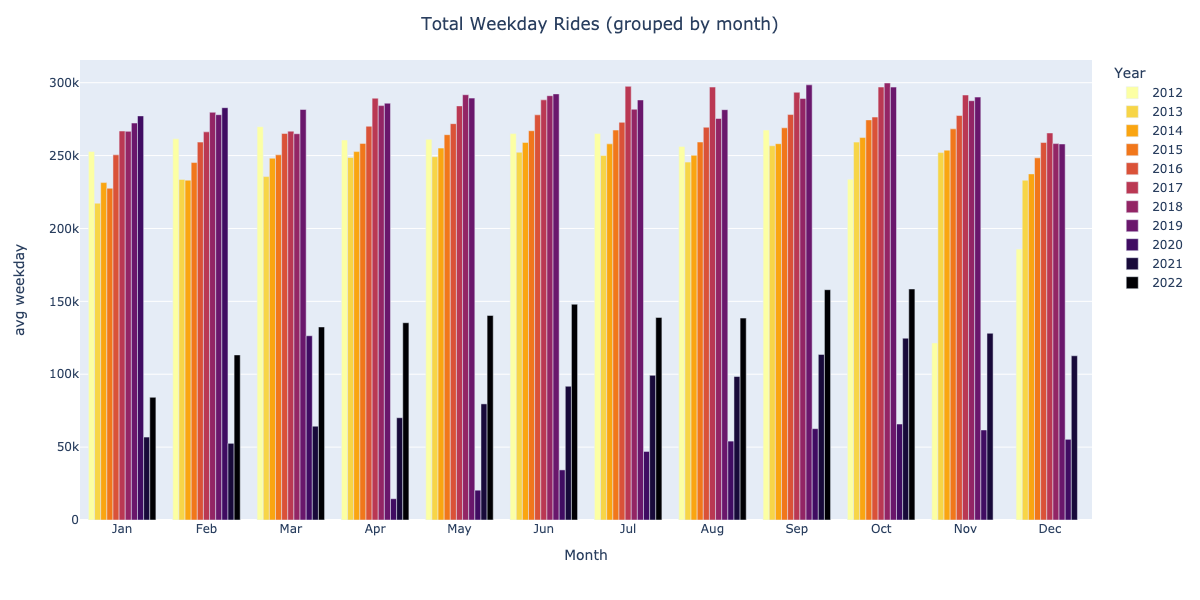 Total Weekday Rides (grouped by month)
Year
2012
2013
2014
2015
2016
2017
2018
2019
2020
2021
2022
avg weekday
300k
250k
200k
150k
100k
50k
0
Jan Feb Mar Apr May Jun Jul Aug Sep Oct Nov Dec
Month